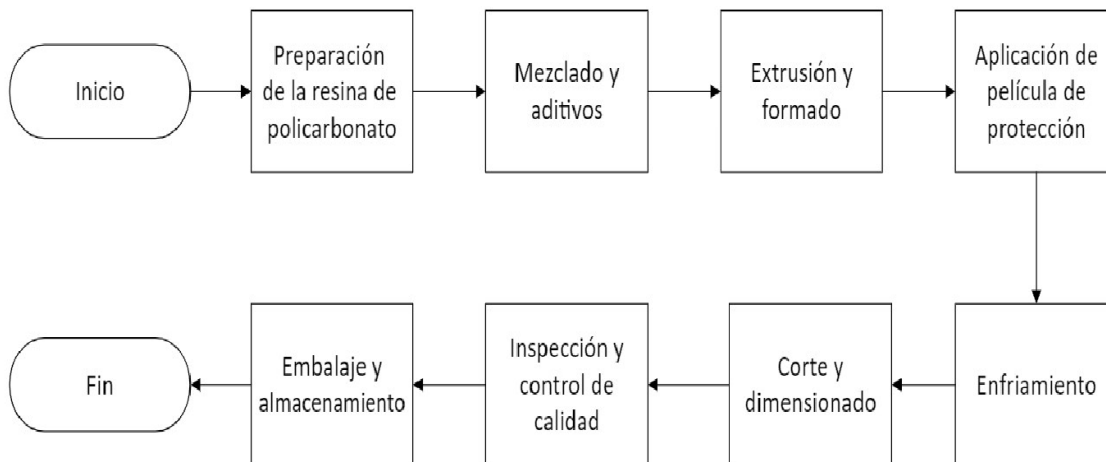 Inicio
Preparación
de la resina de
policarbonato
Mezclado y
aditivos
Extrusión y
formado
Aplicación de
película de
protección
Enfriamiento
Corte y
dimensionado
Inspección y
control de
calidad
Embalaje y
almacenamiento
Fin